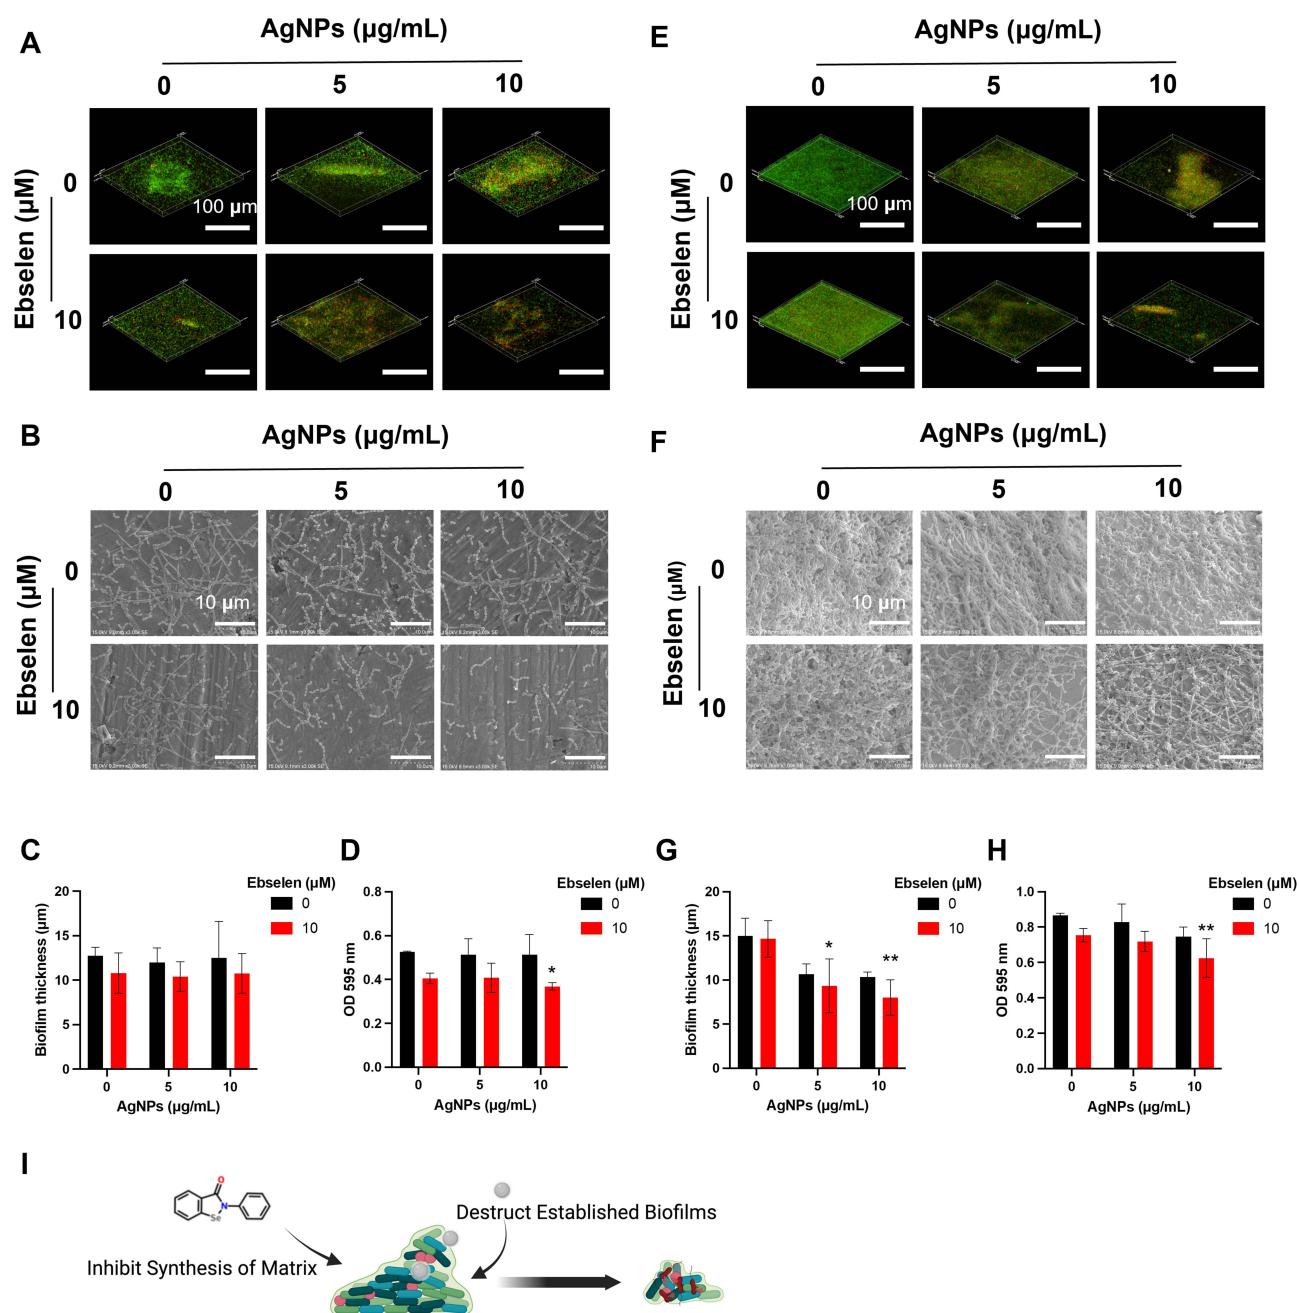 A
AgNPs (µg/mL)
0 5 10
Ebselen (µM)
0
10
100 µm
E
AgNPs (µg/mL)
0 5 10
Ebselen (µM)
0
10
100 µm
B
AgNPs (µg/mL)
0 5 10
Ebselen (µM)
0
10
10 µm
F
AgNPs (µg/mL)
0 5 10
Ebselen (µM)
0
10
10 µm
C
Ebselen (µM)
0
10
Biofilm thickness (µm)
20
15
10
5
0
0 5 10
AgNPs (µg/mL)
D
Ebselen (µM)
0
10
OD 595 nm
0.8
0.6
0.4
0.2
0.0
*
0 5 10
AgNPs (µg/mL)
G
Ebselen (µM)
0
10
Biofilm thickness (µm)
20
15
10
5
0
*
**
0 5 10
AgNPs (µg/mL)
H
Ebselen (µM)
0
10
OD 595 nm
1.0
0.8
0.6
0.4
0.2
0.0
**
0 5 10
AgNPs (µg/mL)
I
O
N
Se
Destruct Established Biofilms
Inhibit Synthesis of Matrix